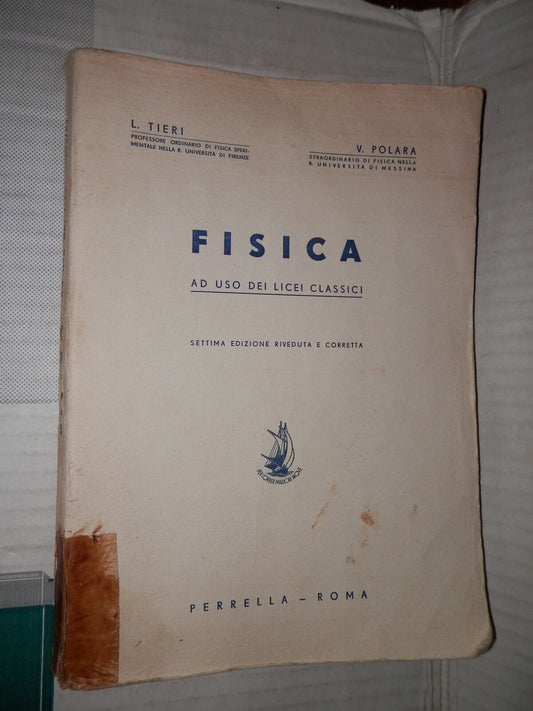 L. TIERI
PROFESSORE ORDINARIO DI FISICA SPERI-
MENTALE NELLA R. UNIVERSITÀ DI FIRENZE
V. POLARA
STRAORDINARIO DI FISICA NELLA
R. UNIVERSITÀ DI MESSINA
FISICA
AD USO DEI LICEI CLASSICI
SETTIMA EDIZIONE RIVEDUTA E CORRETTA
PERRELLA – ROMA